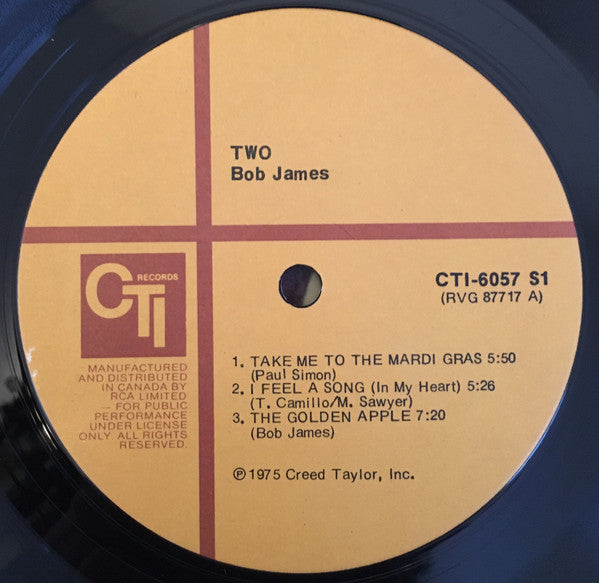 TWO
Bob James
CTI RECORDS
CTI-6057 S1
(RVG 87717 A)
MANUFACTURED
AND DISTRIBUTED
IN CANADA BY
RCA LIMITED
— FOR PUBLIC
PERFORMANCE
UNDER LICENSE
ONLY. ALL RIGHTS
RESERVED.
1. TAKE ME TO THE MARDI GRAS 5:50
(Paul Simon)
2. I FEEL A SONG (In My Heart) 5:26
(T. Camillo/M. Sawyer)
3. THE GOLDEN APPLE 7:20
(Bob James)
℗ 1975 Creed Taylor, Inc.